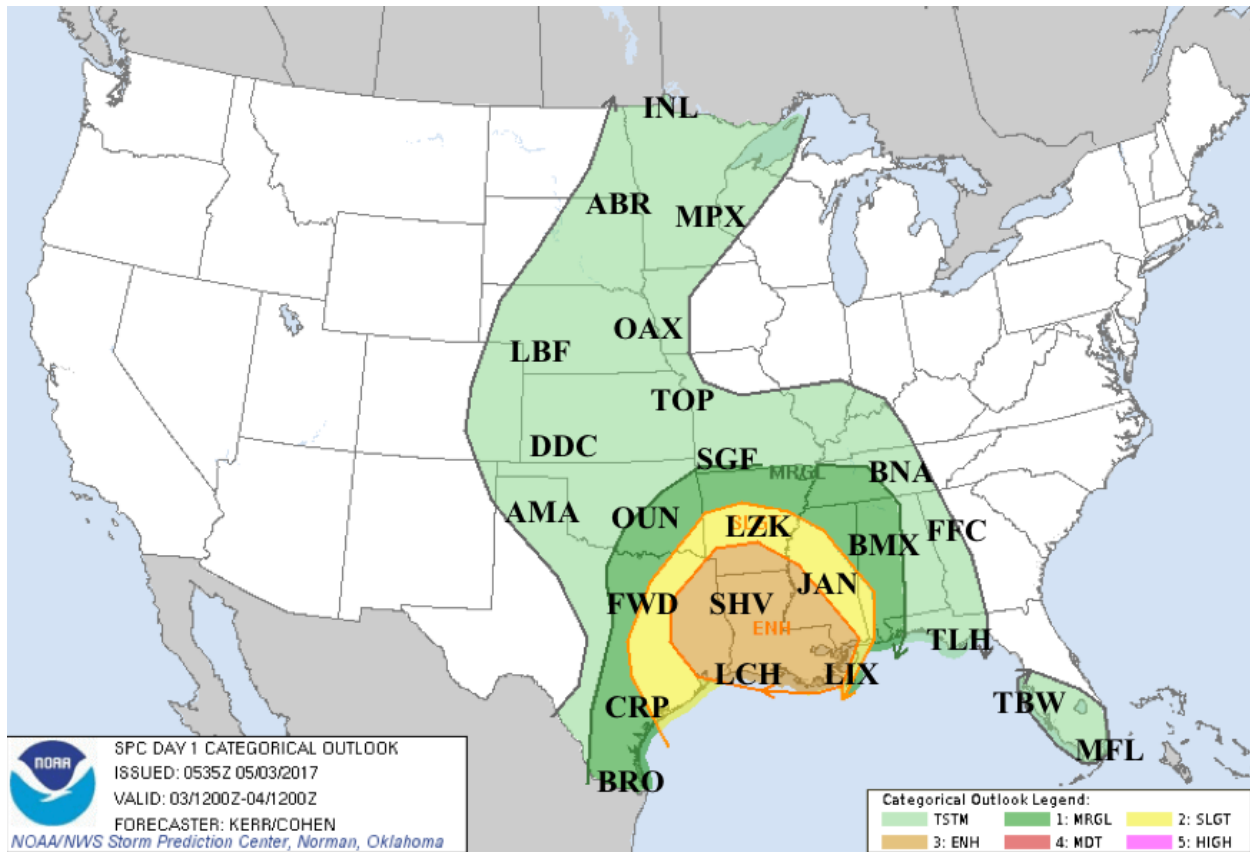 INL
ABR
MPX
OAX
LBF
TOP
DDC
SGF
MRGL
BNA
AMA
OUN
LZK
FFC
BMX
JAN
FWD
SHV
ENH
TLH
LCH
LIX
CRP
TBW
MFL
BRO
NOAA
SPC DAY 1 CATEGORICAL OUTLOOK
ISSUED: 0535Z 05/03/2017
VALID: 03/1200Z-04/1200Z
FORECASTER: KERR/COHEN
NOAA/NWS Storm Prediction Center, Norman, Oklahoma
Categorical Outlook Legend:
TSTM 1: MRGL 2: SLGT
3: ENH 4: MDT 5: HIGH